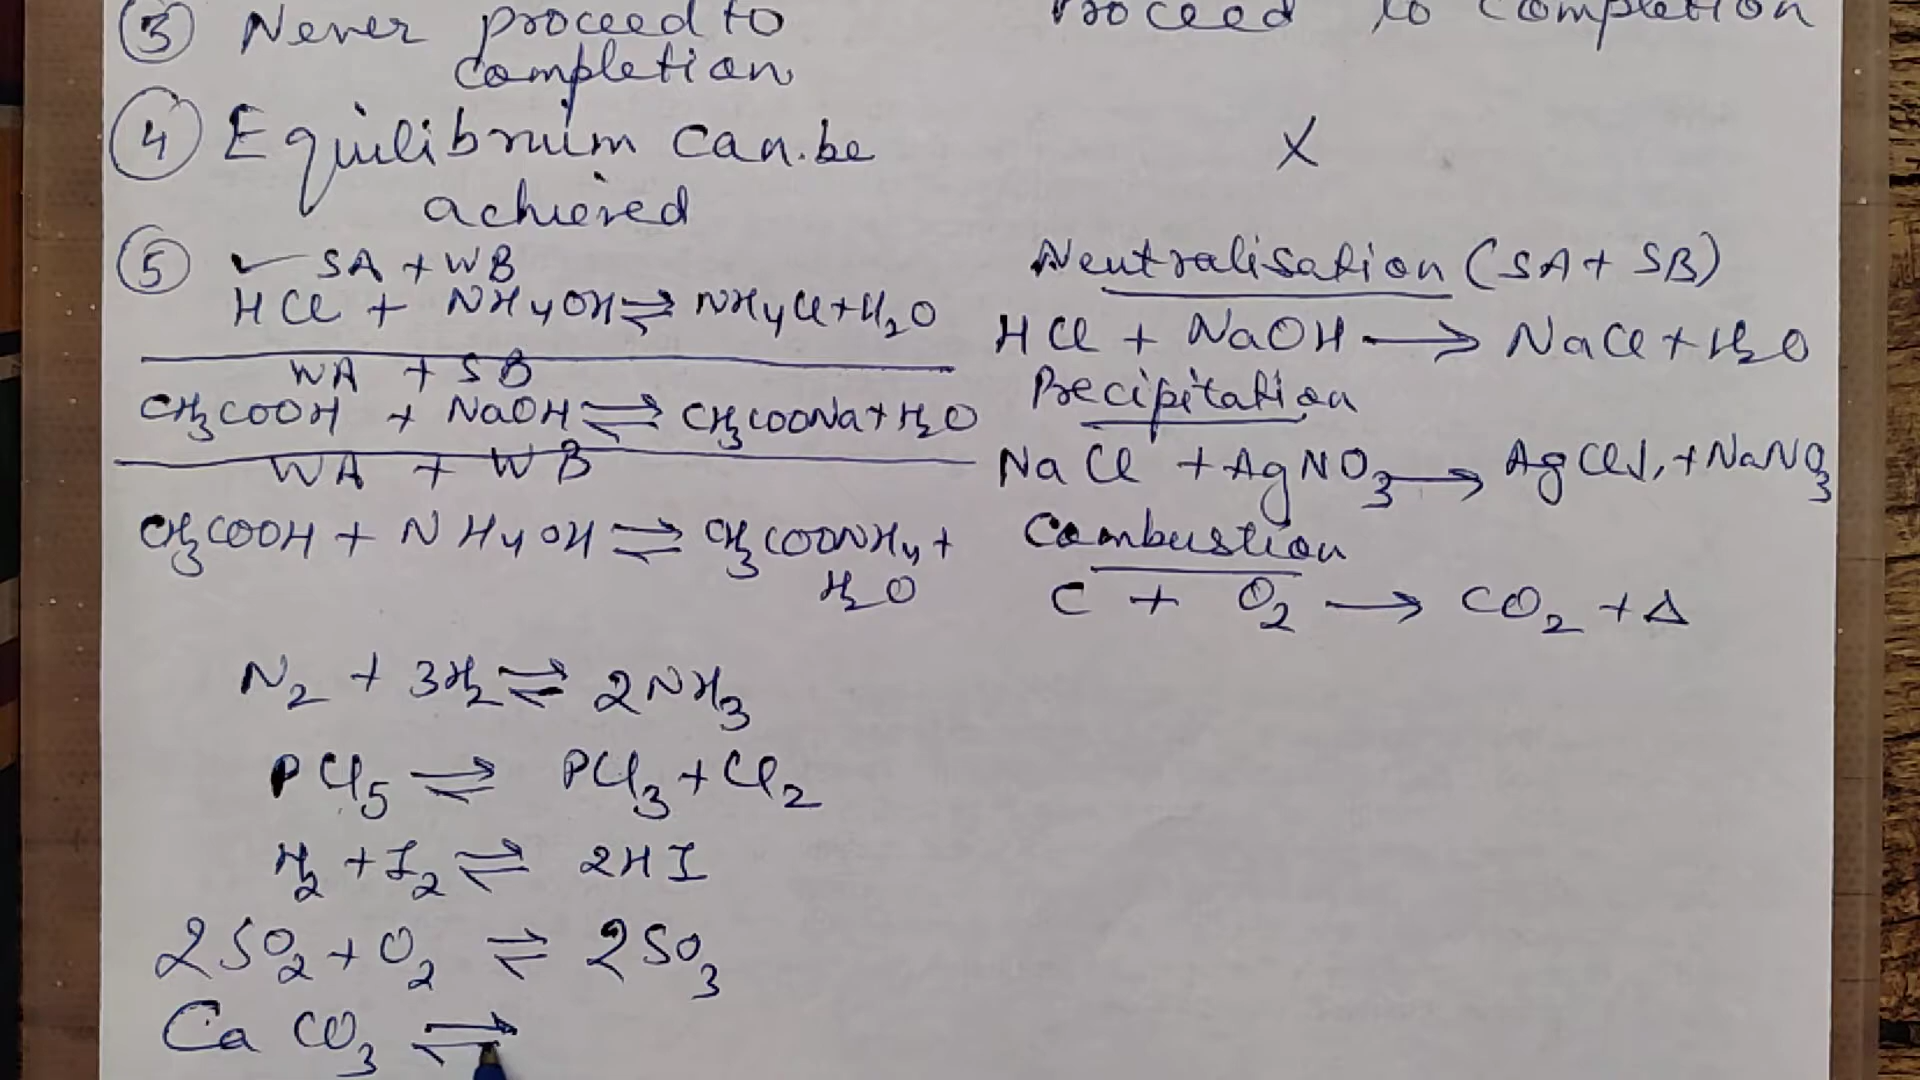 ③ Never proceed to
completion
④ Equilibrium can be
achieved
⑤ ✓ SA + WB
HCl + NH4OH ⇌ NH4Cl + H2O
WA + SB
CH3COOH + NaOH ⇌ CH3COONa + H2O
WA + WB
CH3COOH + NH4OH ⇌ CH3COONH4 +
H2O
N2 + 3H2 ⇌ 2NH3
PCl5 ⇌ PCl3 + Cl2
H2 + I2 ⇌ 2HI
2SO2 + O2 ⇌ 2SO3
CaCO3 ⇌
Proceed to completion
X
Neutralisation (SA + SB)
HCl + NaOH → NaCl + H2O
Precipitation
NaCl + AgNO3 → AgCl↓ + NaNO3
Combustion
C + O2 → CO2 + Δ